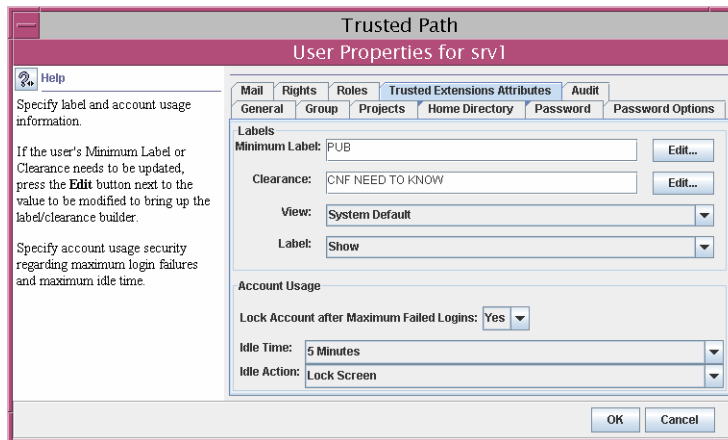 Trusted Path
User Properties for srv1
Help
Specify label and account usage
information.
If the user's Minimum Label or
Clearance needs to be updated,
press the Edit button next to the
value to be modified to bring up the
label/clearance builder.
Specify account usage security
regarding maximum login failures
and maximum idle time.
Mail Rights Roles Trusted Extensions Attributes Audit
General Group Projects Home Directory Password Password Options
Labels
Minimum Label: PUB Edit...
Clearance: CNF NEED TO KNOW Edit...
View: System Default
Label: Show
Account Usage
Lock Account after Maximum Failed Logins: Yes
Idle Time: 5 Minutes
Idle Action: Lock Screen
OK Cancel